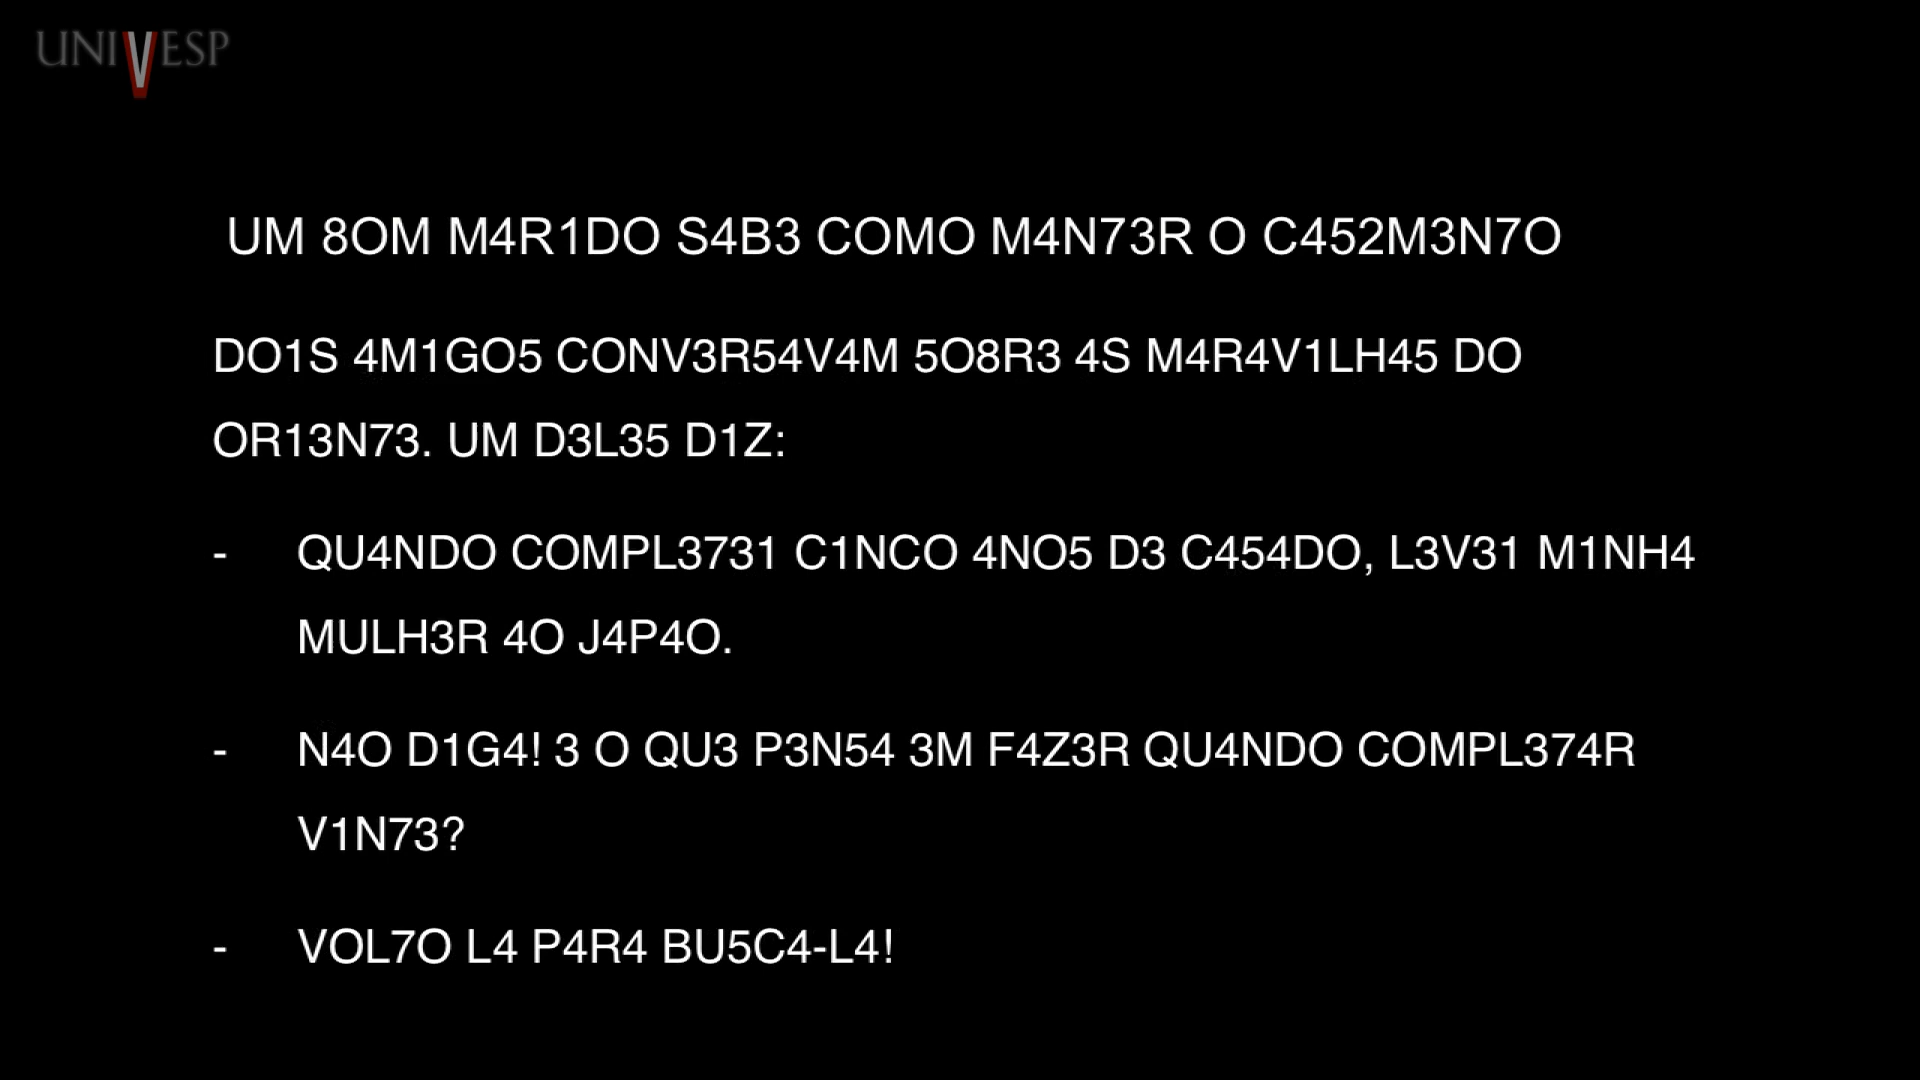 UNIVESP
UM 8OM M4R1DO S4B3 COMO M4N73R O C452M3N7O
DO1S 4M1GO5 CONV3R54V4M 5O8R3 4S M4R4V1LH45 DO
OR13N73. UM D3L35 D1Z:
- QU4NDO COMPL3731 C1NCO 4NO5 D3 C454DO, L3V31 M1NH4
MULH3R 4O J4P4O.
- N4O D1G4! 3 O QU3 P3N54 3M F4Z3R QU4NDO COMPL374R
V1N73?
- VOL7O L4 P4R4 BU5C4-L4!